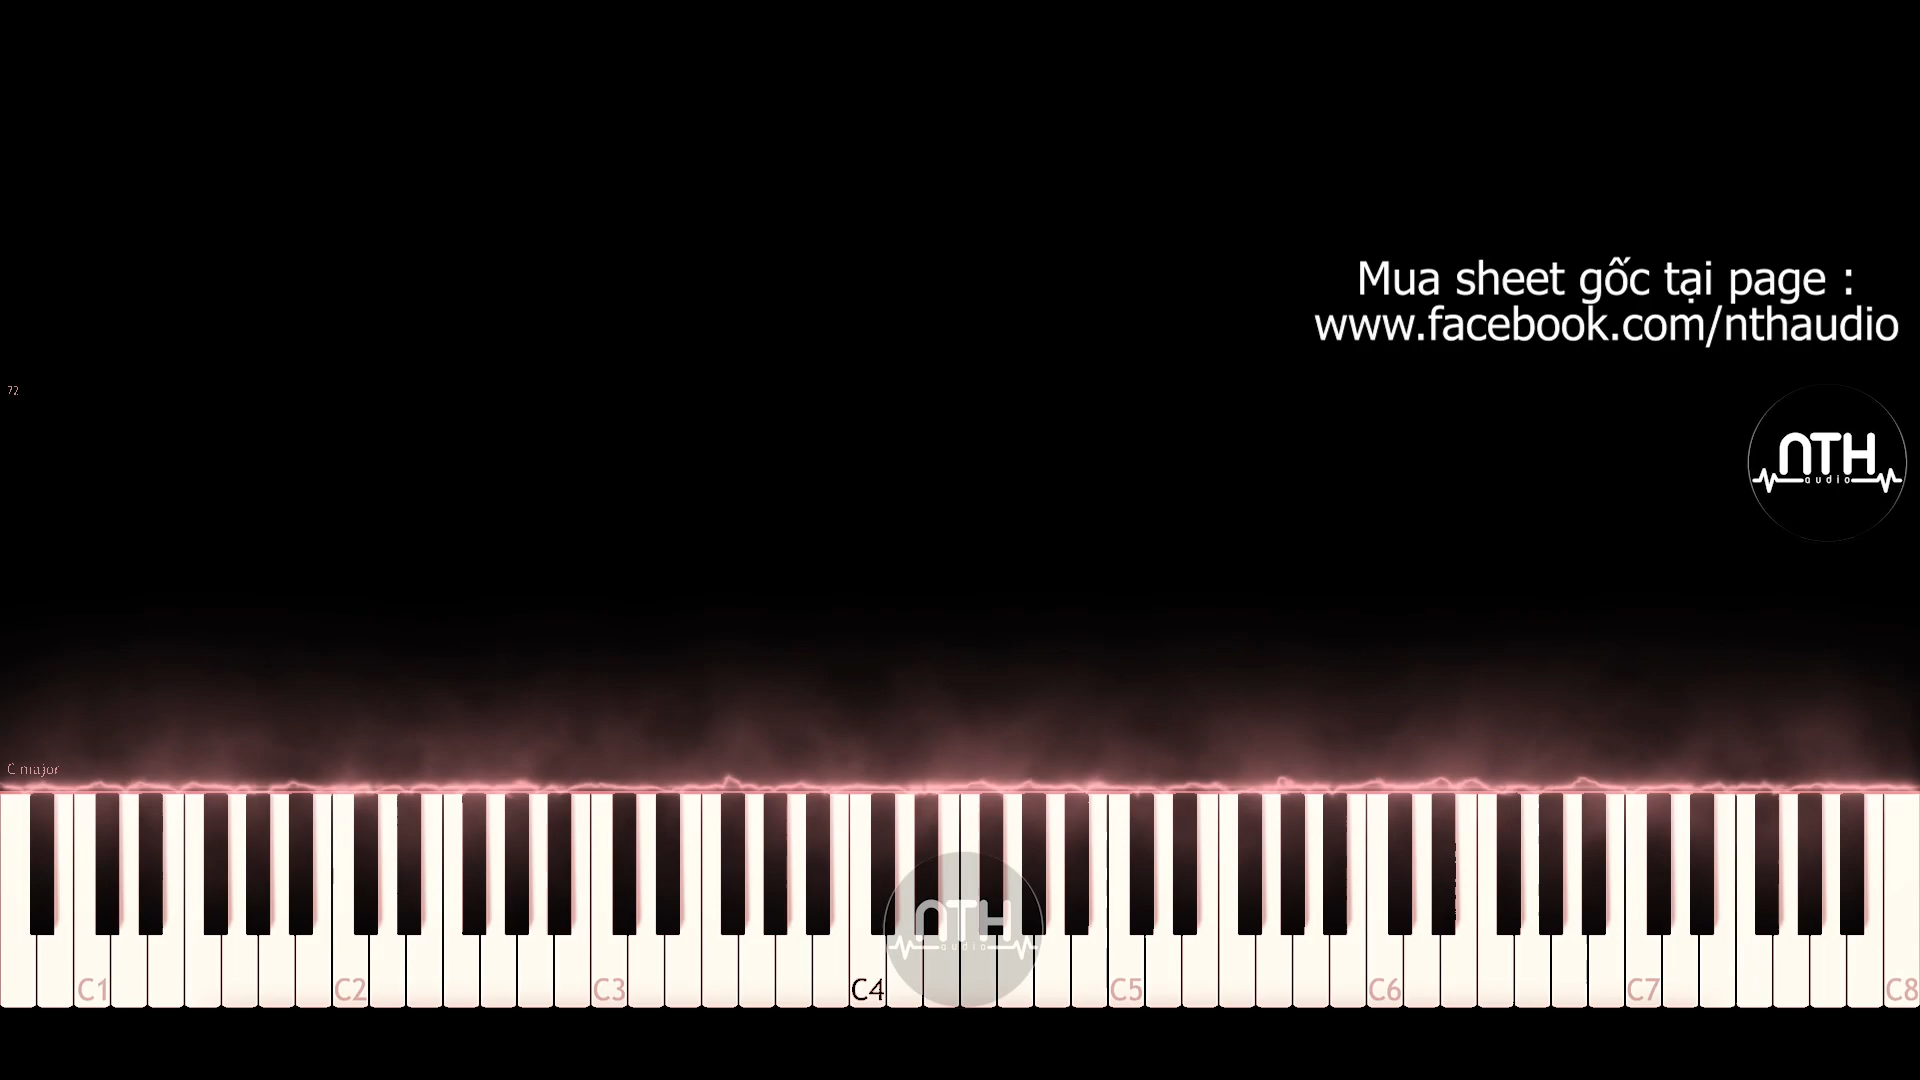 Mua sheet gốc tại page :
www.facebook.com/nthaudio
72
NTH
audio
C major
NTH
audio
C1 C2 C3 C4 C5 C6 C7 C8